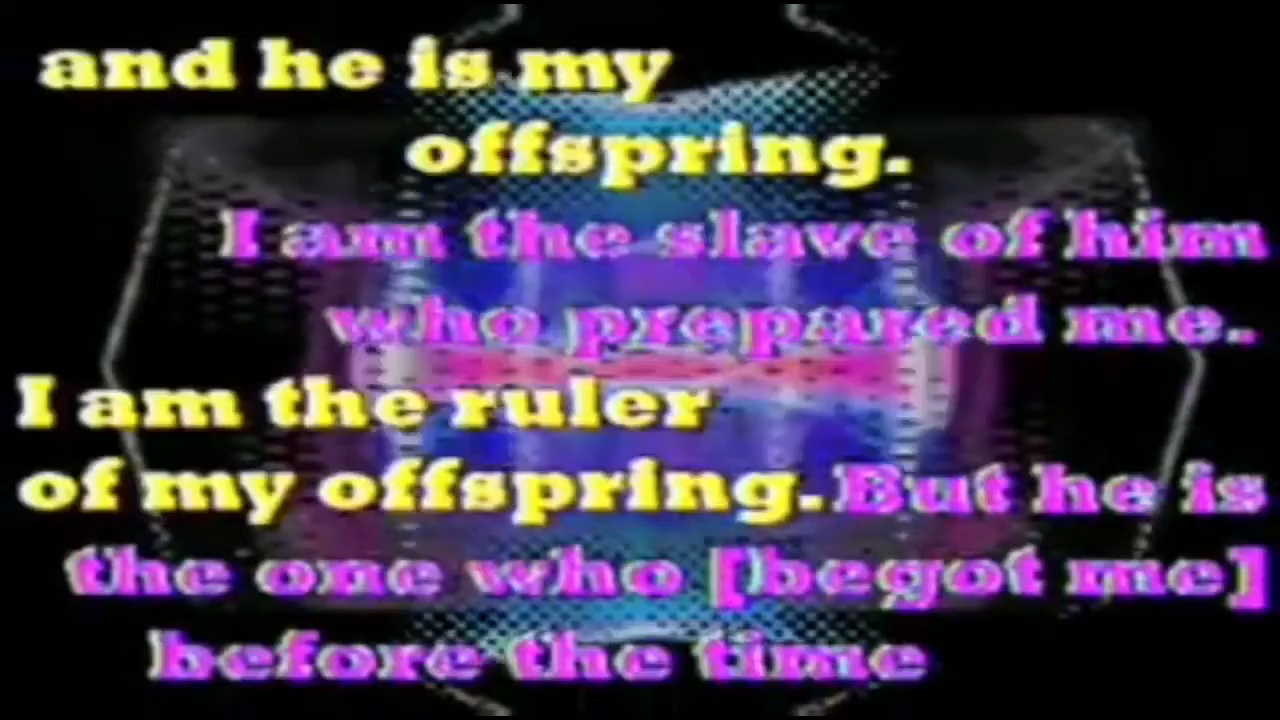 and he is my
offspring.
I am the slave of him
who prepared me.
I am the ruler
of my offspring. But he is
the one who [begot me]
before the time